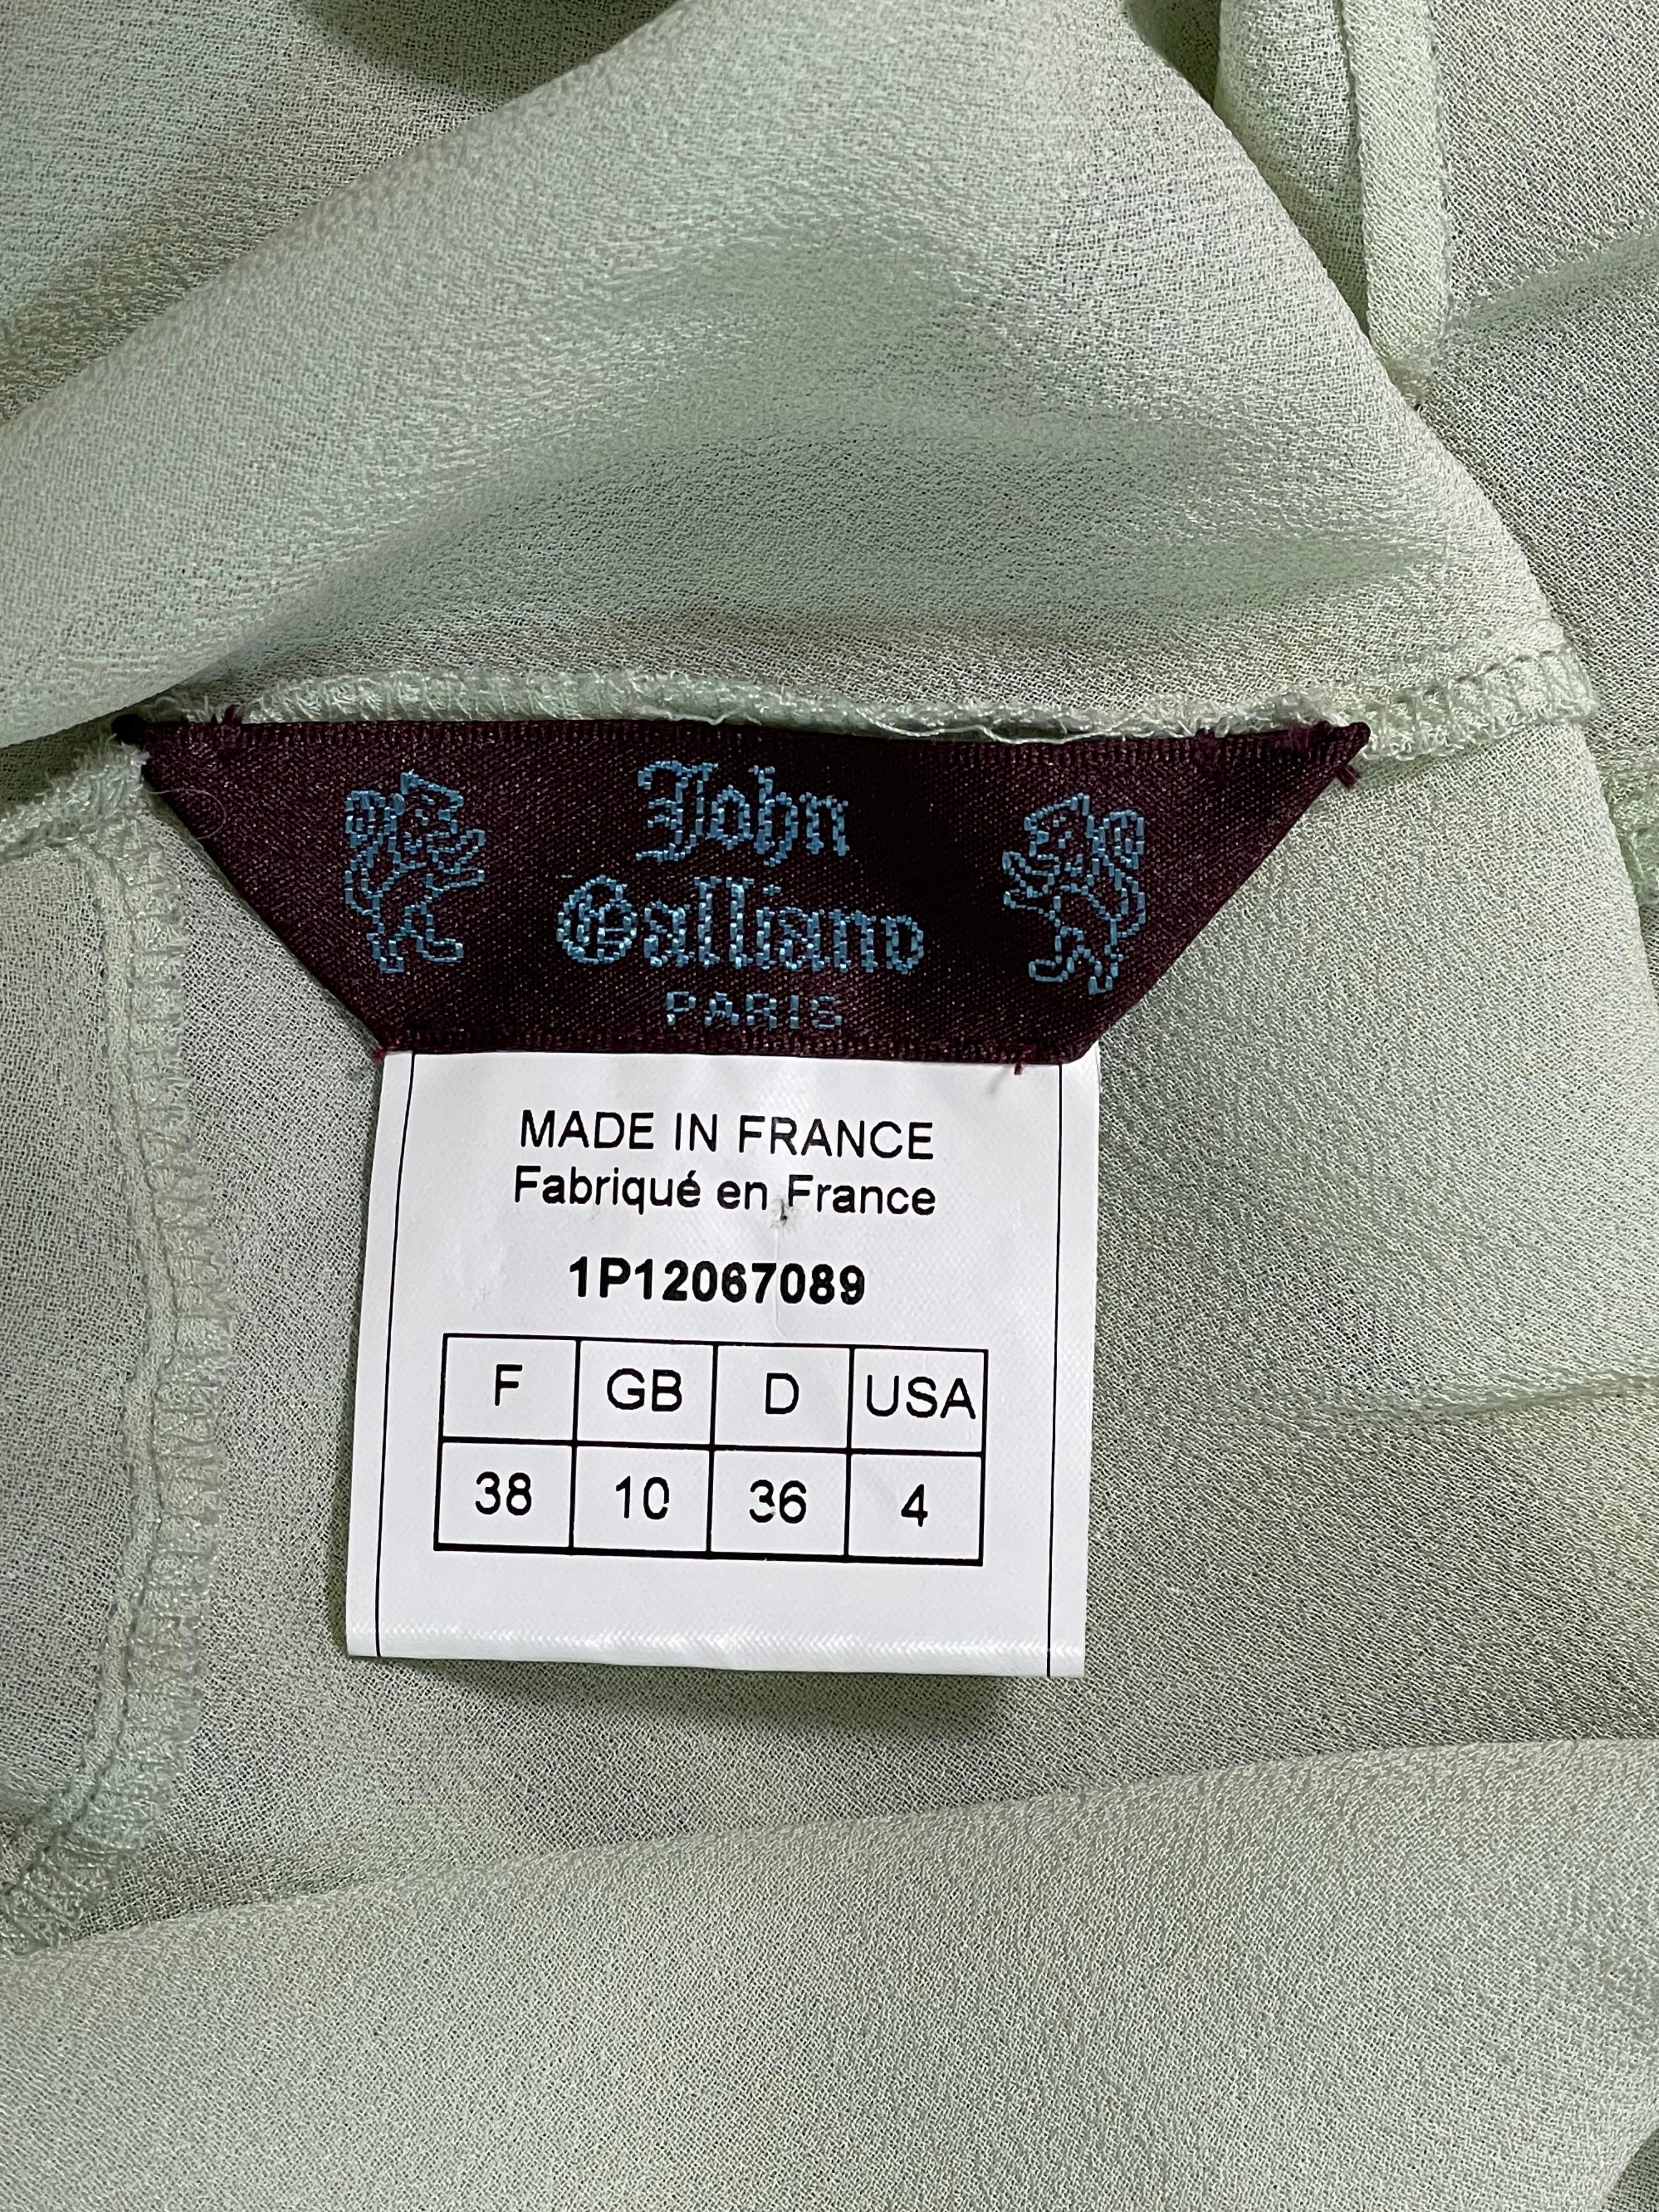 John
Galliano
PARIS
MADE IN FRANCE
Fabriqué en France
1P12067089
F GB D USA
38 10 36 4